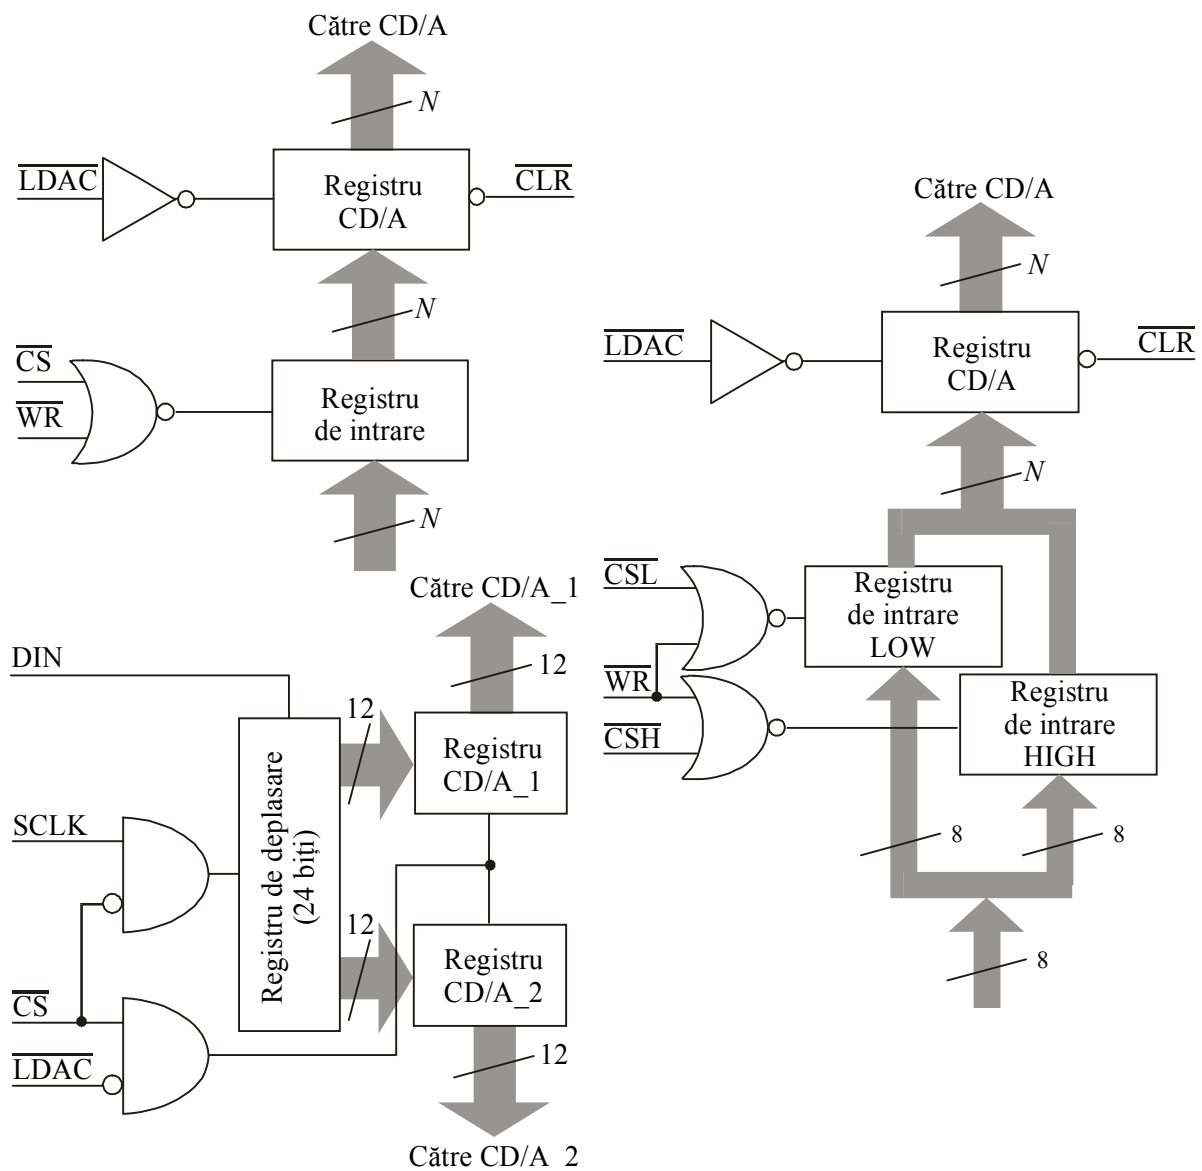 Către CD/A
N
LDAC
Registru
CD/A
CLR
N
CS
WR
Registru
de intrare
N
Către CD/A
N
LDAC
Registru
CD/A
CLR
N
CSL
Registru
de intrare
LOW
WR
Registru
de intrare
HIGH
CSH
8
8
8
Către CD/A_1
12
DIN
12
Registru
CD/A_1
SCLK
Registru de deplasare
(24 biți)
12
Registru
CD/A_2
CS
LDAC
12
Către CD/A_2